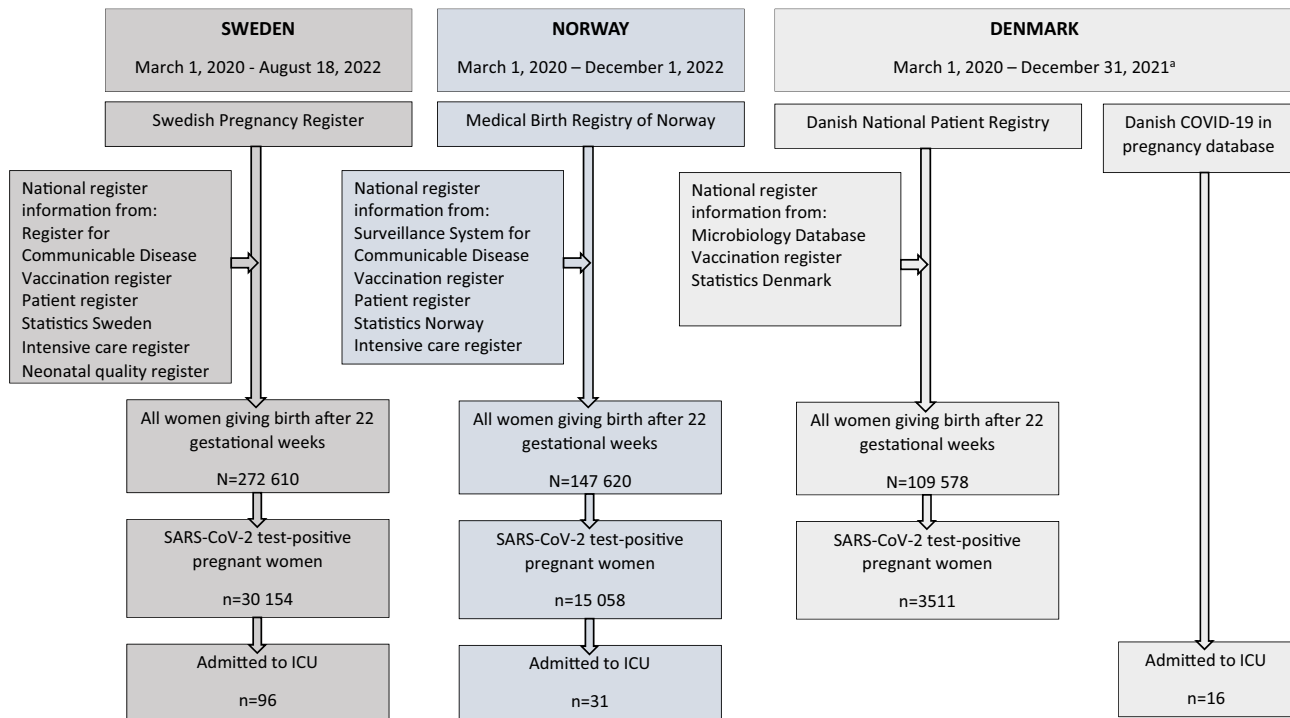 SWEDEN
March 1, 2020 - August 18, 2022
Swedish Pregnancy Register
National register
information from:
Register for
Communicable Disease
Vaccination register
Patient register
Statistics Sweden
Intensive care register
Neonatal quality register
All women giving birth after 22
gestational weeks
N=272 610
SARS-CoV-2 test-positive
pregnant women
n=30 154
Admitted to ICU
n=96
NORWAY
March 1, 2020 – December 1, 2022
Medical Birth Registry of Norway
National register
information from:
Surveillance System for
Communicable Disease
Vaccination register
Patient register
Statistics Norway
Intensive care register
All women giving birth after 22
gestational weeks
N=147 620
SARS-CoV-2 test-positive
pregnant women
n=15 058
Admitted to ICU
n=31
DENMARK
March 1, 2020 – December 31, 2021ᵃ
Danish National Patient Registry
National register
information from:
Microbiology Database
Vaccination register
Statistics Denmark
All women giving birth after 22
gestational weeks
N=109 578
SARS-CoV-2 test-positive
pregnant women
n=3511
Danish COVID-19 in
pregnancy database
Admitted to ICU
n=16